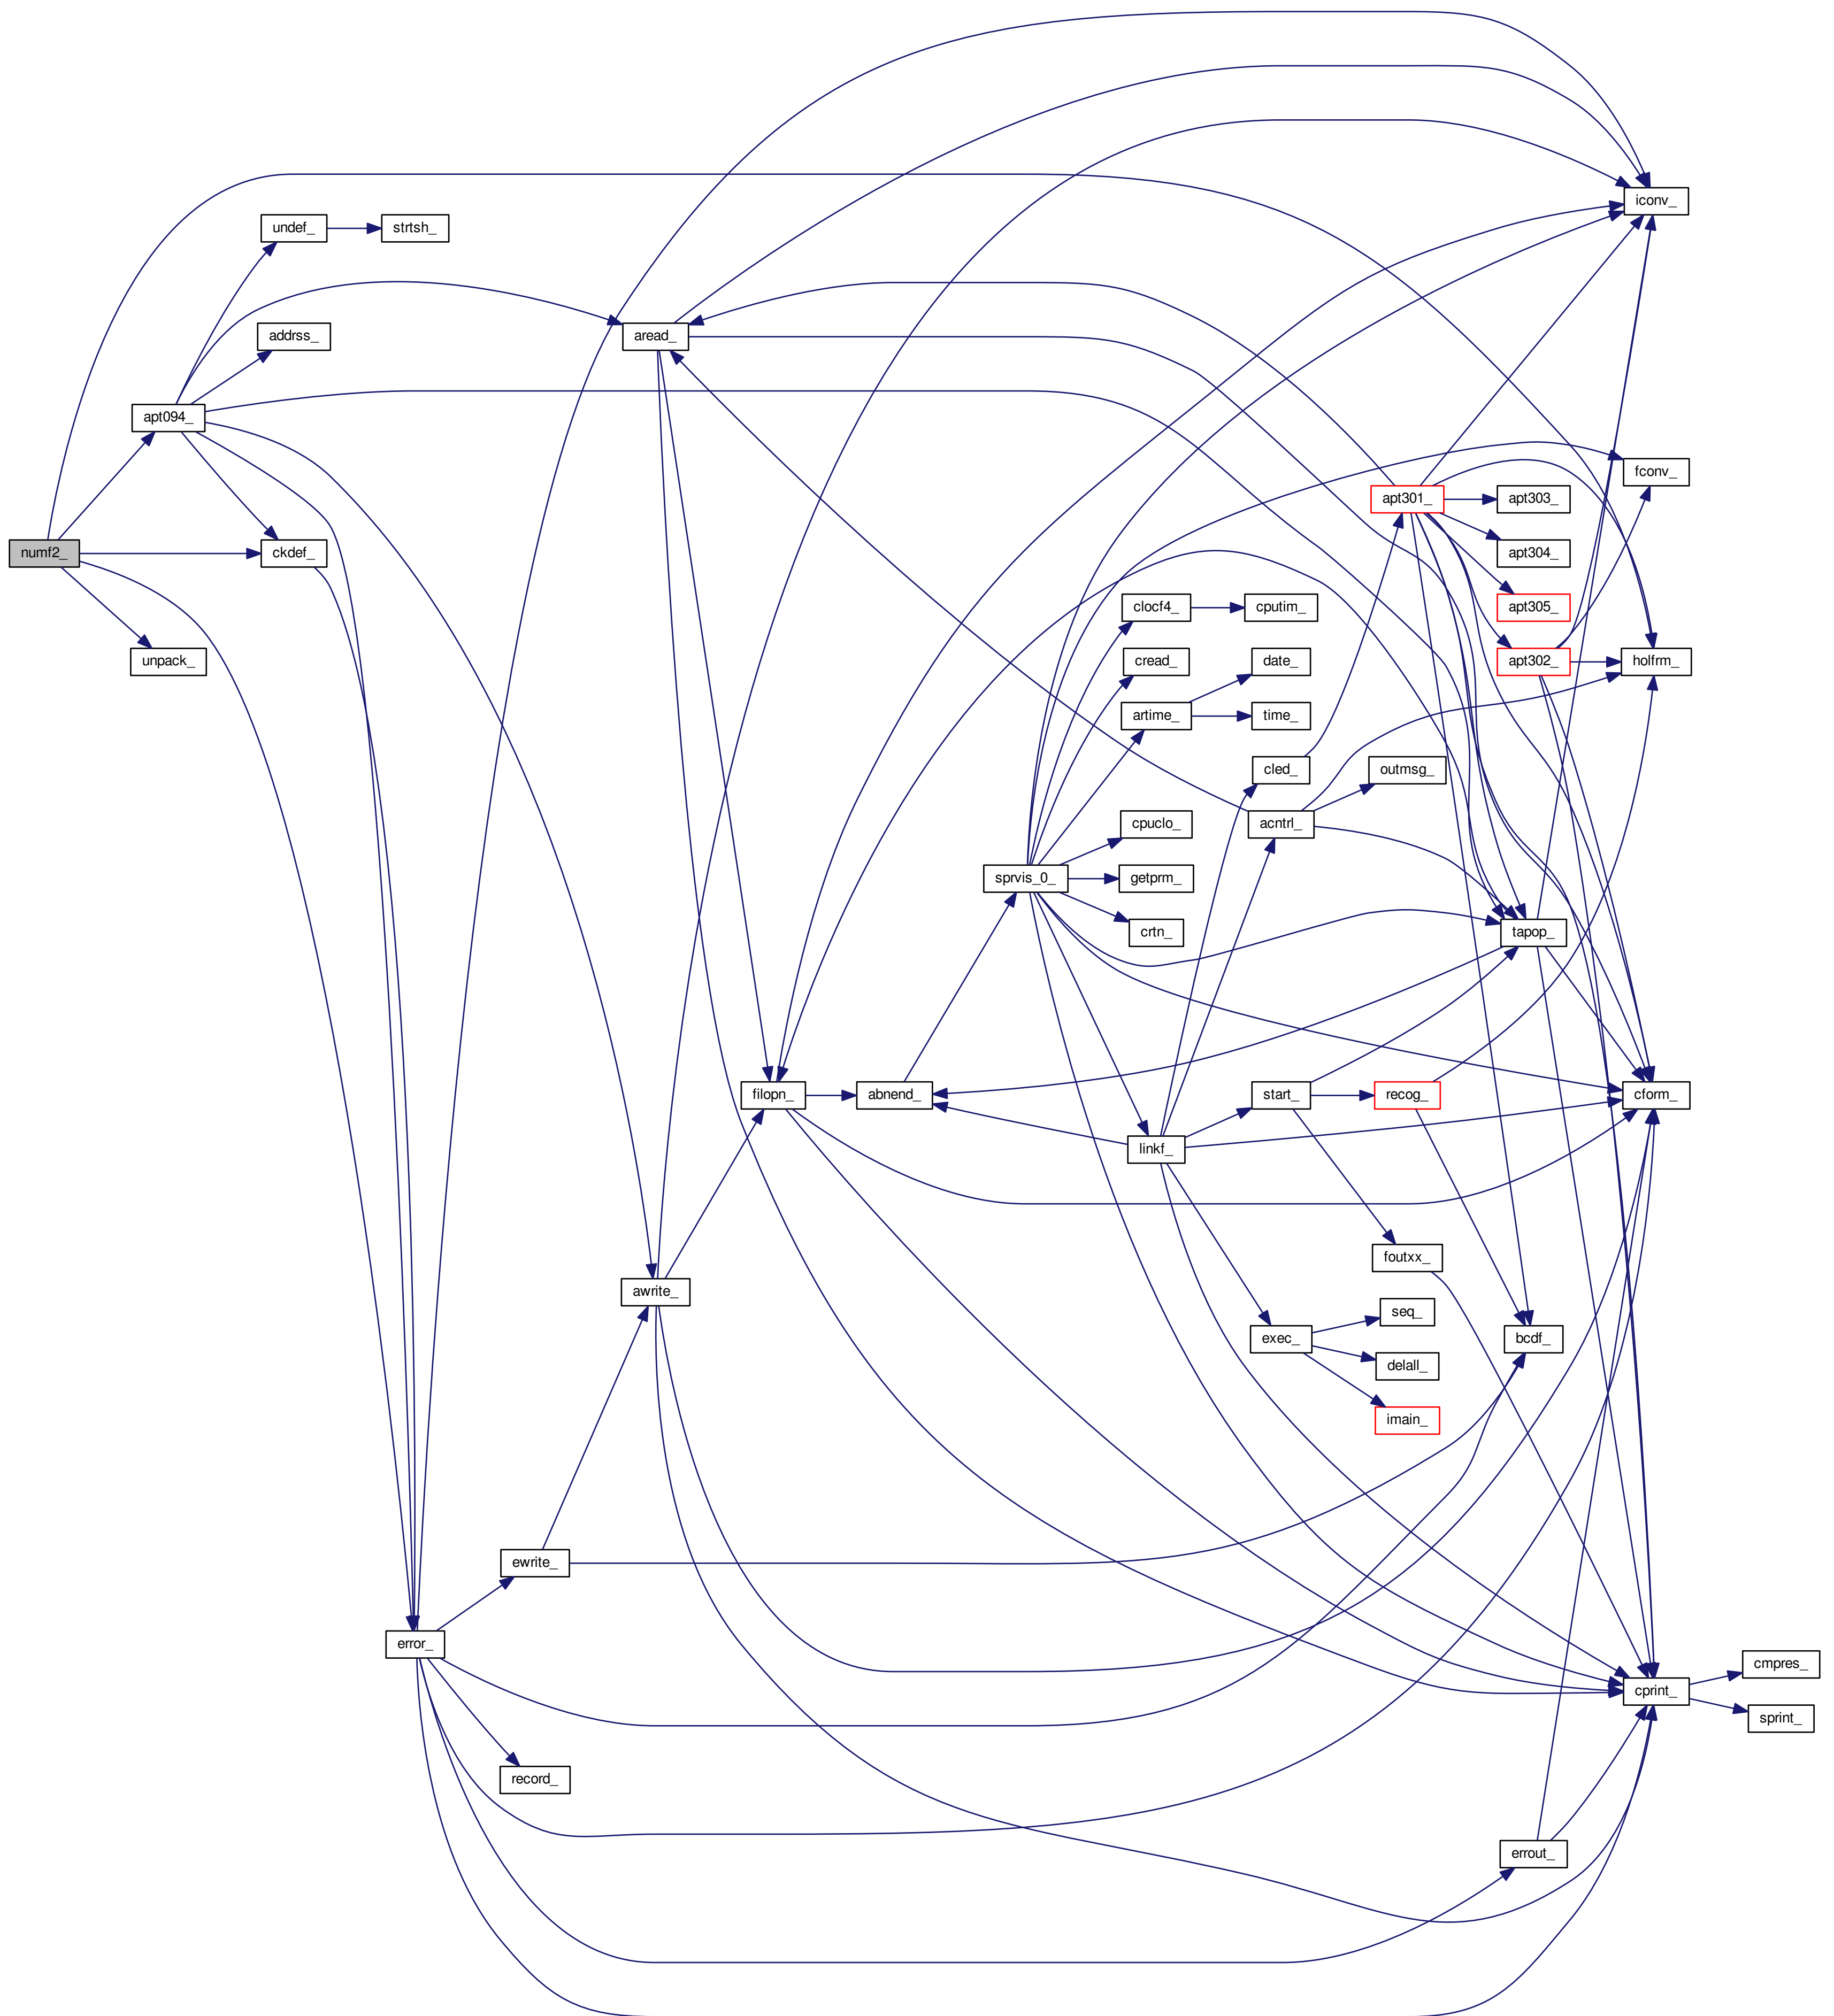 numf2_
apt094_
unpack_
undef_
addrss_
ckdef_
strtsh_
error_
ewrite_
record_
aread_
awrite_
filopn_
abnend_
sprvis_0_
clocf4_
cread_
artime_
cpuclo_
getprm_
crtn_
linkf_
cputim_
date_
time_
cled_
acntrl_
start_
exec_
outmsg_
recog_
foutxx_
seq_
delall_
imain_
apt301_
apt303_
apt304_
apt305_
apt302_
tapop_
bcdf_
errout_
iconv_
fconv_
holfrm_
cform_
cprint_
cmpres_
sprint_